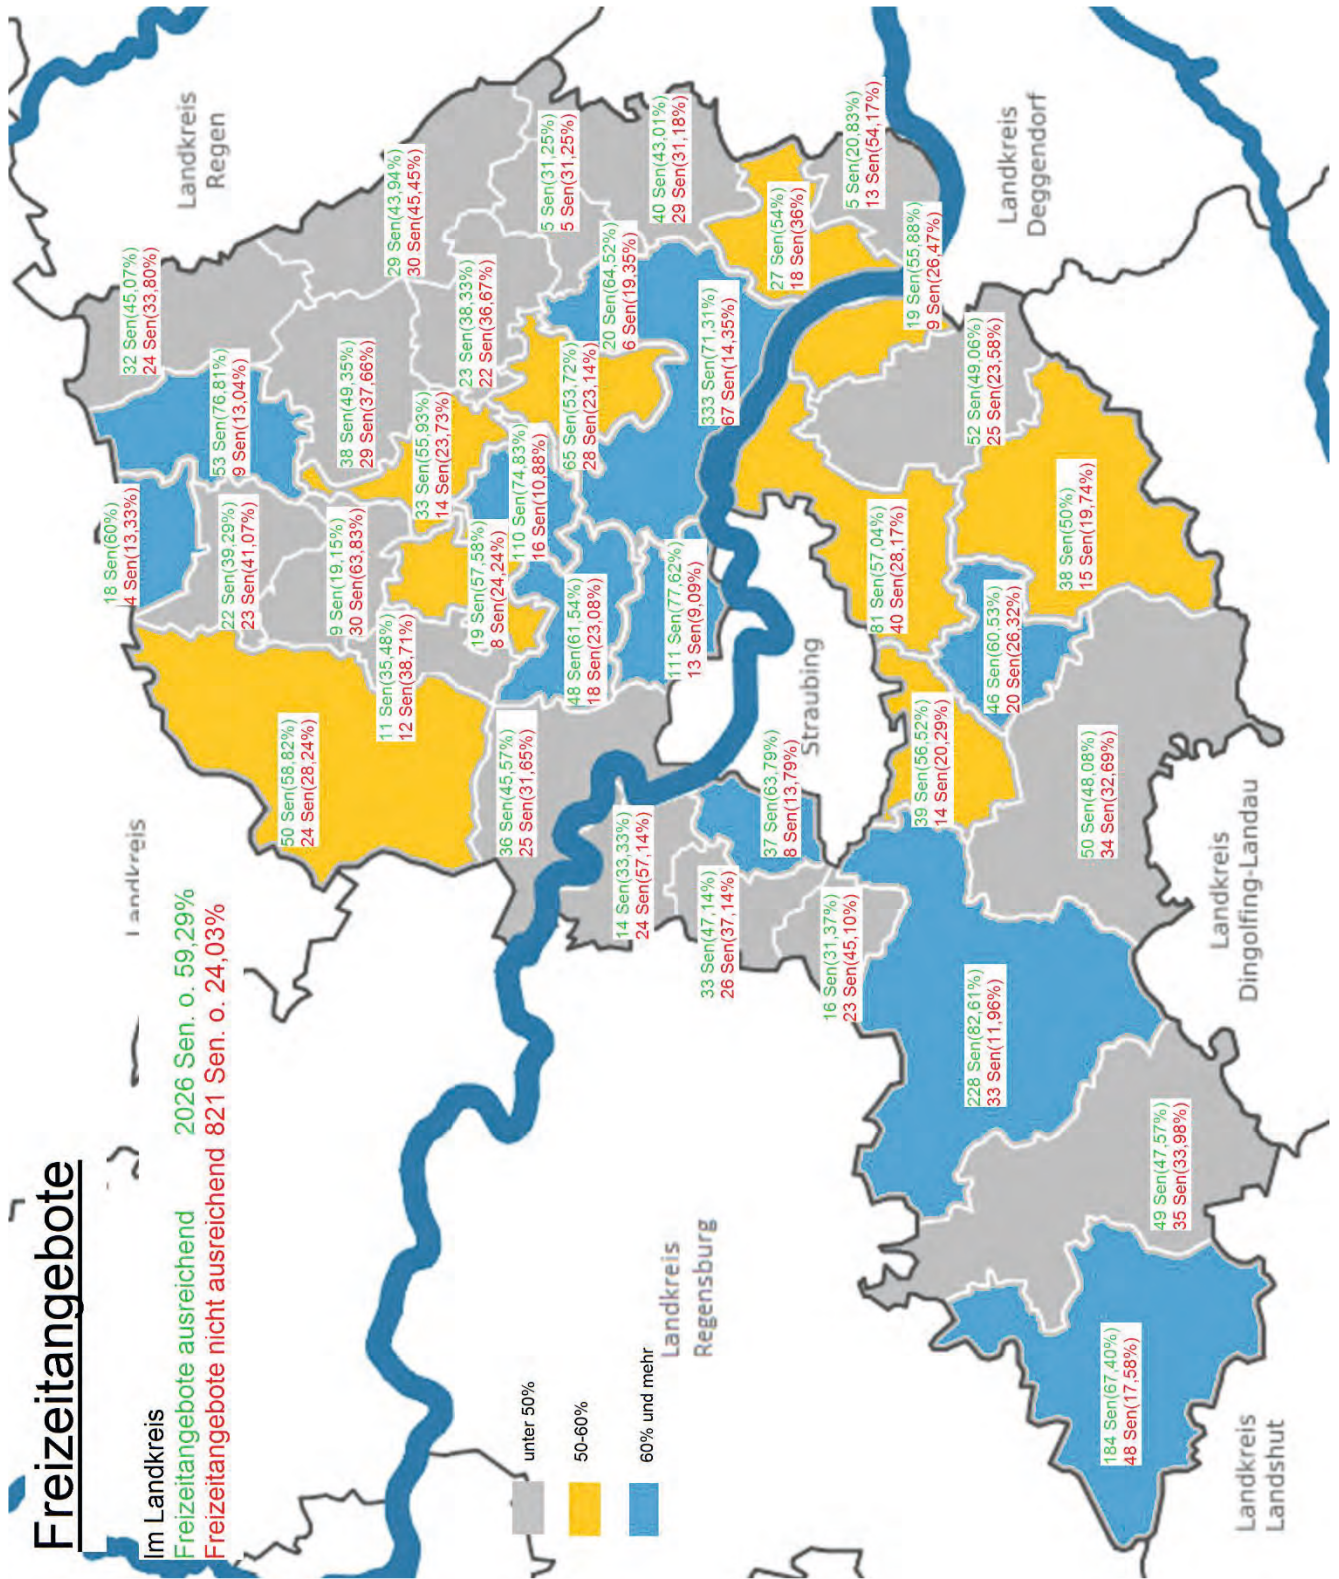 Freizeitangebote
Im Landkreis
Freizeitangebote ausreichend 2026 Sen. o. 59,29%
Freizeitangebote nicht ausreichend 821 Sen. o. 24,03%
Landkreis
18 Sen(60%)
4 Sen(13,33%)
32 Sen(45,07%)
24 Sen(33,80%)
Landkreis
Regen
53 Sen(76,81%)
9 Sen(13,04%)
22 Sen(39,29%)
23 Sen(41,07%)
50 Sen(58,82%)
24 Sen(28,24%)
9 Sen(19,15%)
30 Sen(63,83%)
38 Sen(49,35%)
29 Sen(37,66%)
11 Sen(35,48%)
12 Sen(38,71%)
29 Sen(43,94%)
30 Sen(45,45%)
33 Sen(55,93%)
14 Sen(23,73%)
23 Sen(38,33%)
22 Sen(36,67%)
19 Sen(57,58%)
8 Sen(24,24%)
36 Sen(45,57%)
25 Sen(31,65%)
110 Sen(74,83%)
16 Sen(10,88%)
5 Sen(31,25%)
5 Sen(31,25%)
48 Sen(61,54%)
18 Sen(23,08%)
65 Sen(53,72%)
28 Sen(23,14%)
20 Sen(64,52%)
6 Sen(19,35%)
14 Sen(33,33%)
24 Sen(57,14%)
40 Sen(43,01%)
29 Sen(31,18%)
111 Sen(77,62%)
13 Sen(9,09%)
33 Sen(47,14%)
26 Sen(37,14%)
333 Sen(71,31%)
67 Sen(14,35%)
37 Sen(63,79%)
8 Sen(13,79%)
27 Sen(54%)
18 Sen(36%)
Straubing
16 Sen(31,37%)
23 Sen(45,10%)
5 Sen(20,83%)
13 Sen(54,17%)
81 Sen(57,04%)
40 Sen(28,17%)
19 Sen(55,88%)
9 Sen(26,47%)
39 Sen(56,52%)
14 Sen(20,29%)
228 Sen(82,61%)
33 Sen(11,96%)
52 Sen(49,06%)
25 Sen(23,58%)
46 Sen(60,53%)
20 Sen(26,32%)
Landkreis
Deggendorf
38 Sen(50%)
15 Sen(19,74%)
50 Sen(48,08%)
34 Sen(32,69%)
184 Sen(67,40%)
48 Sen(17,58%)
49 Sen(47,57%)
35 Sen(33,98%)
Landkreis
Dingolfing-Landau
Landkreis
Landshut
Landkreis
Regensburg
unter 50%
50-60%
60% und mehr